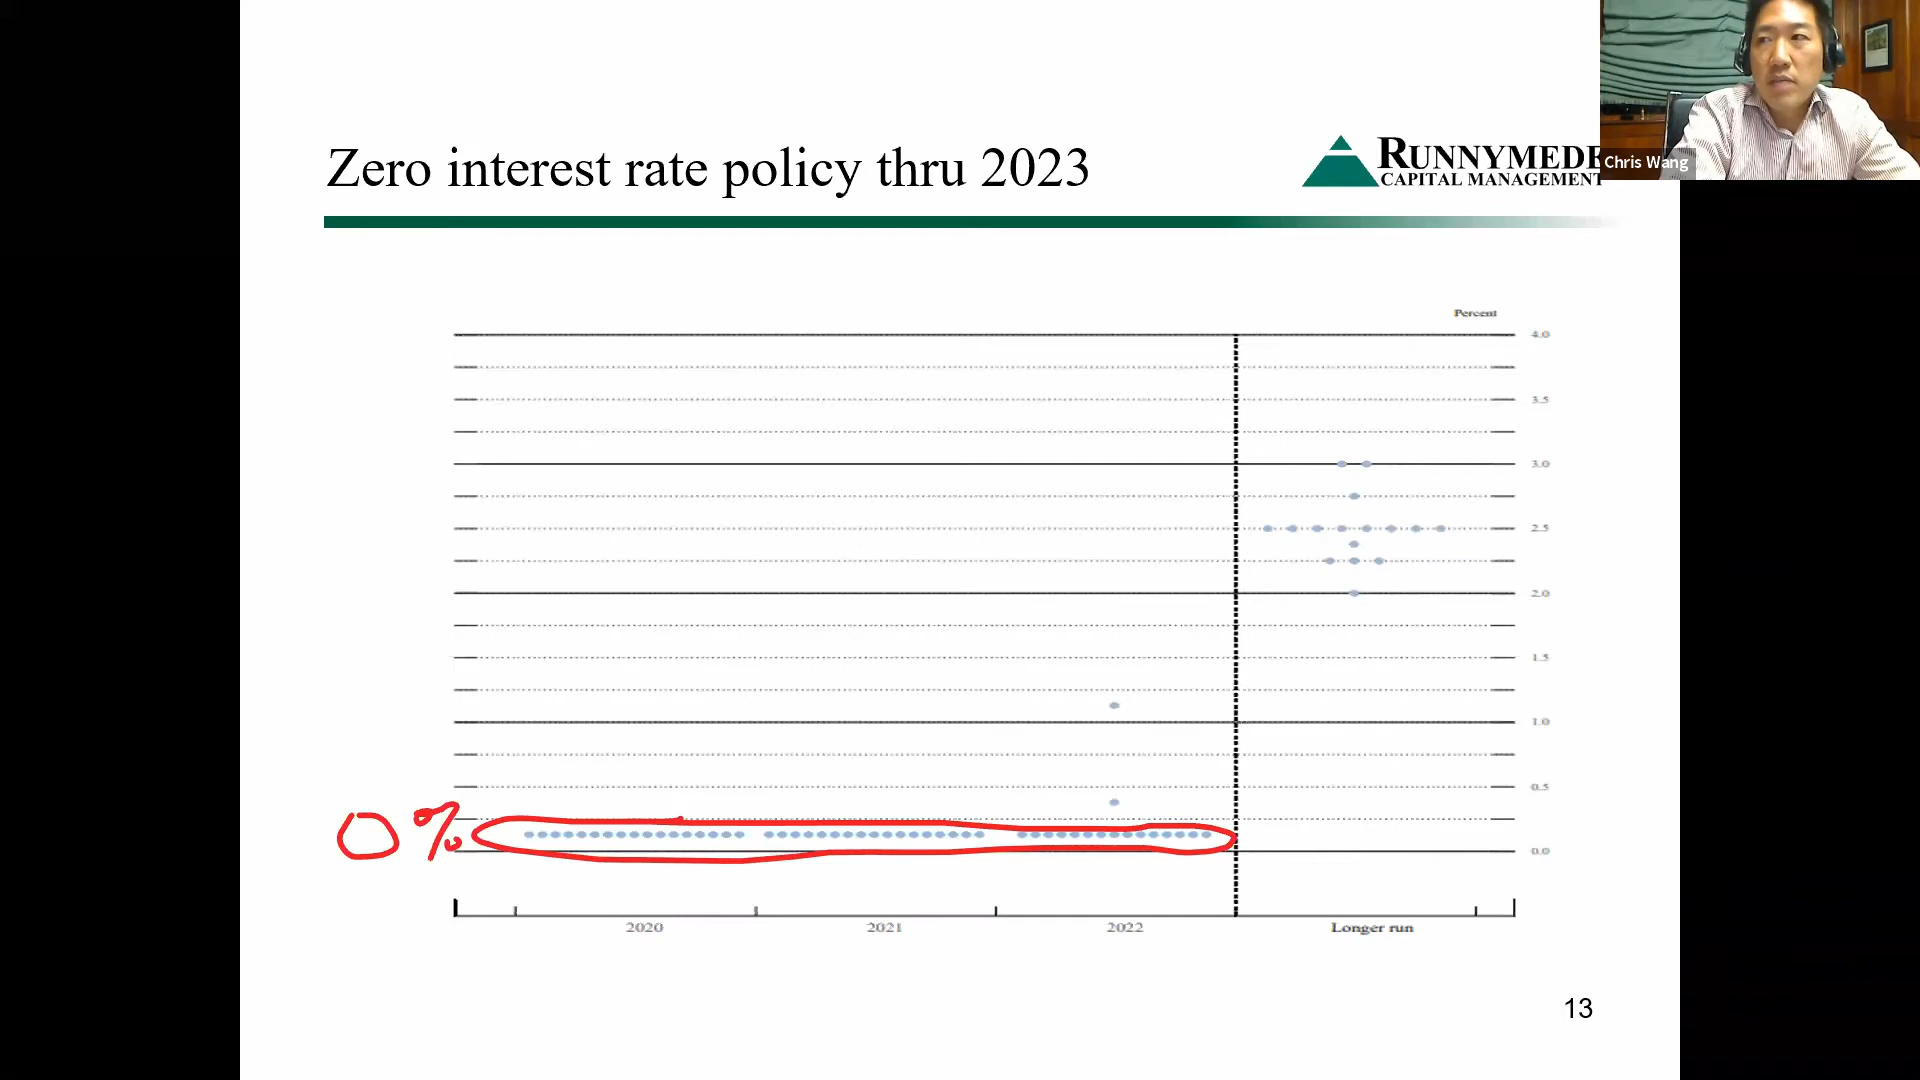 Zero interest rate policy thru 2023
RUNNYMEDE
CAPITAL MANAGEMENT
Chris Wang
Percent
4.0
3.5
3.0
2.5
2.0
1.5
1.0
0.5
0.0
0%
2020 2021 2022 Longer run
13